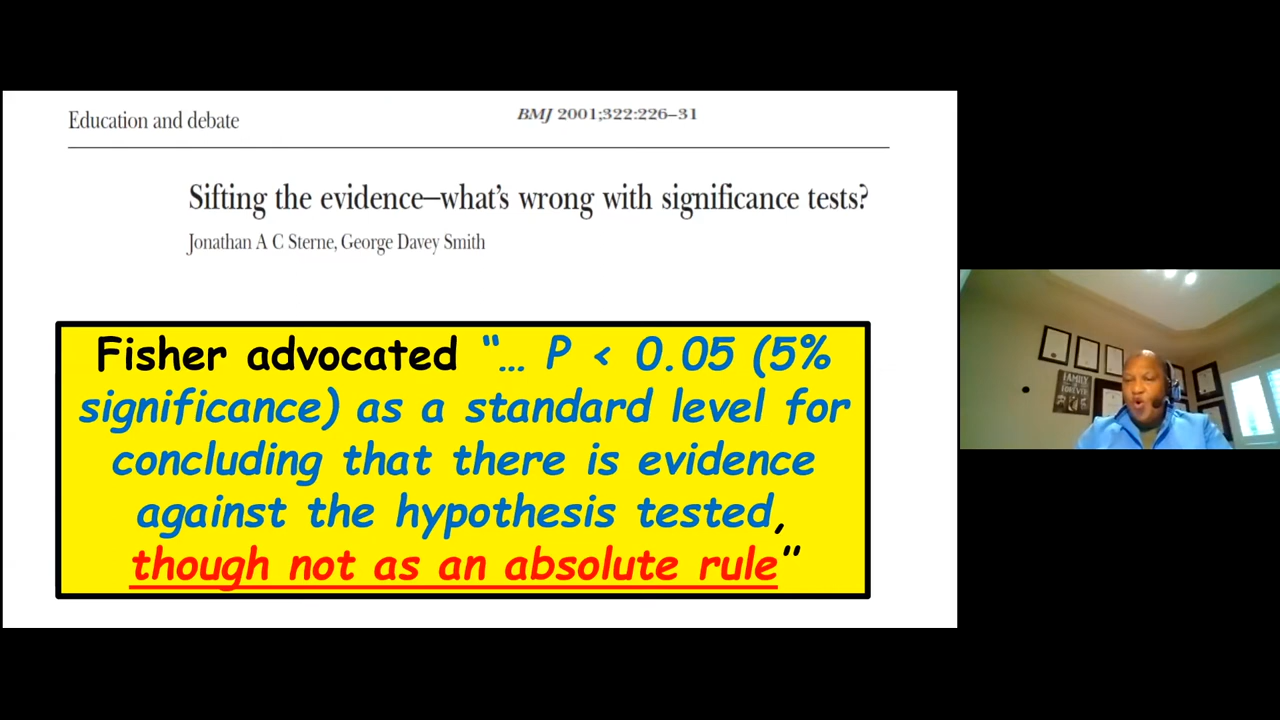 Education and debate
BMJ 2001;322:226–31
Sifting the evidence—what's wrong with significance tests?
Jonathan A C Sterne, George Davey Smith
Fisher advocated “… P < 0.05 (5%
significance) as a standard level for
concluding that there is evidence
against the hypothesis tested,
though not as an absolute rule”
FAMILY
FOREVER